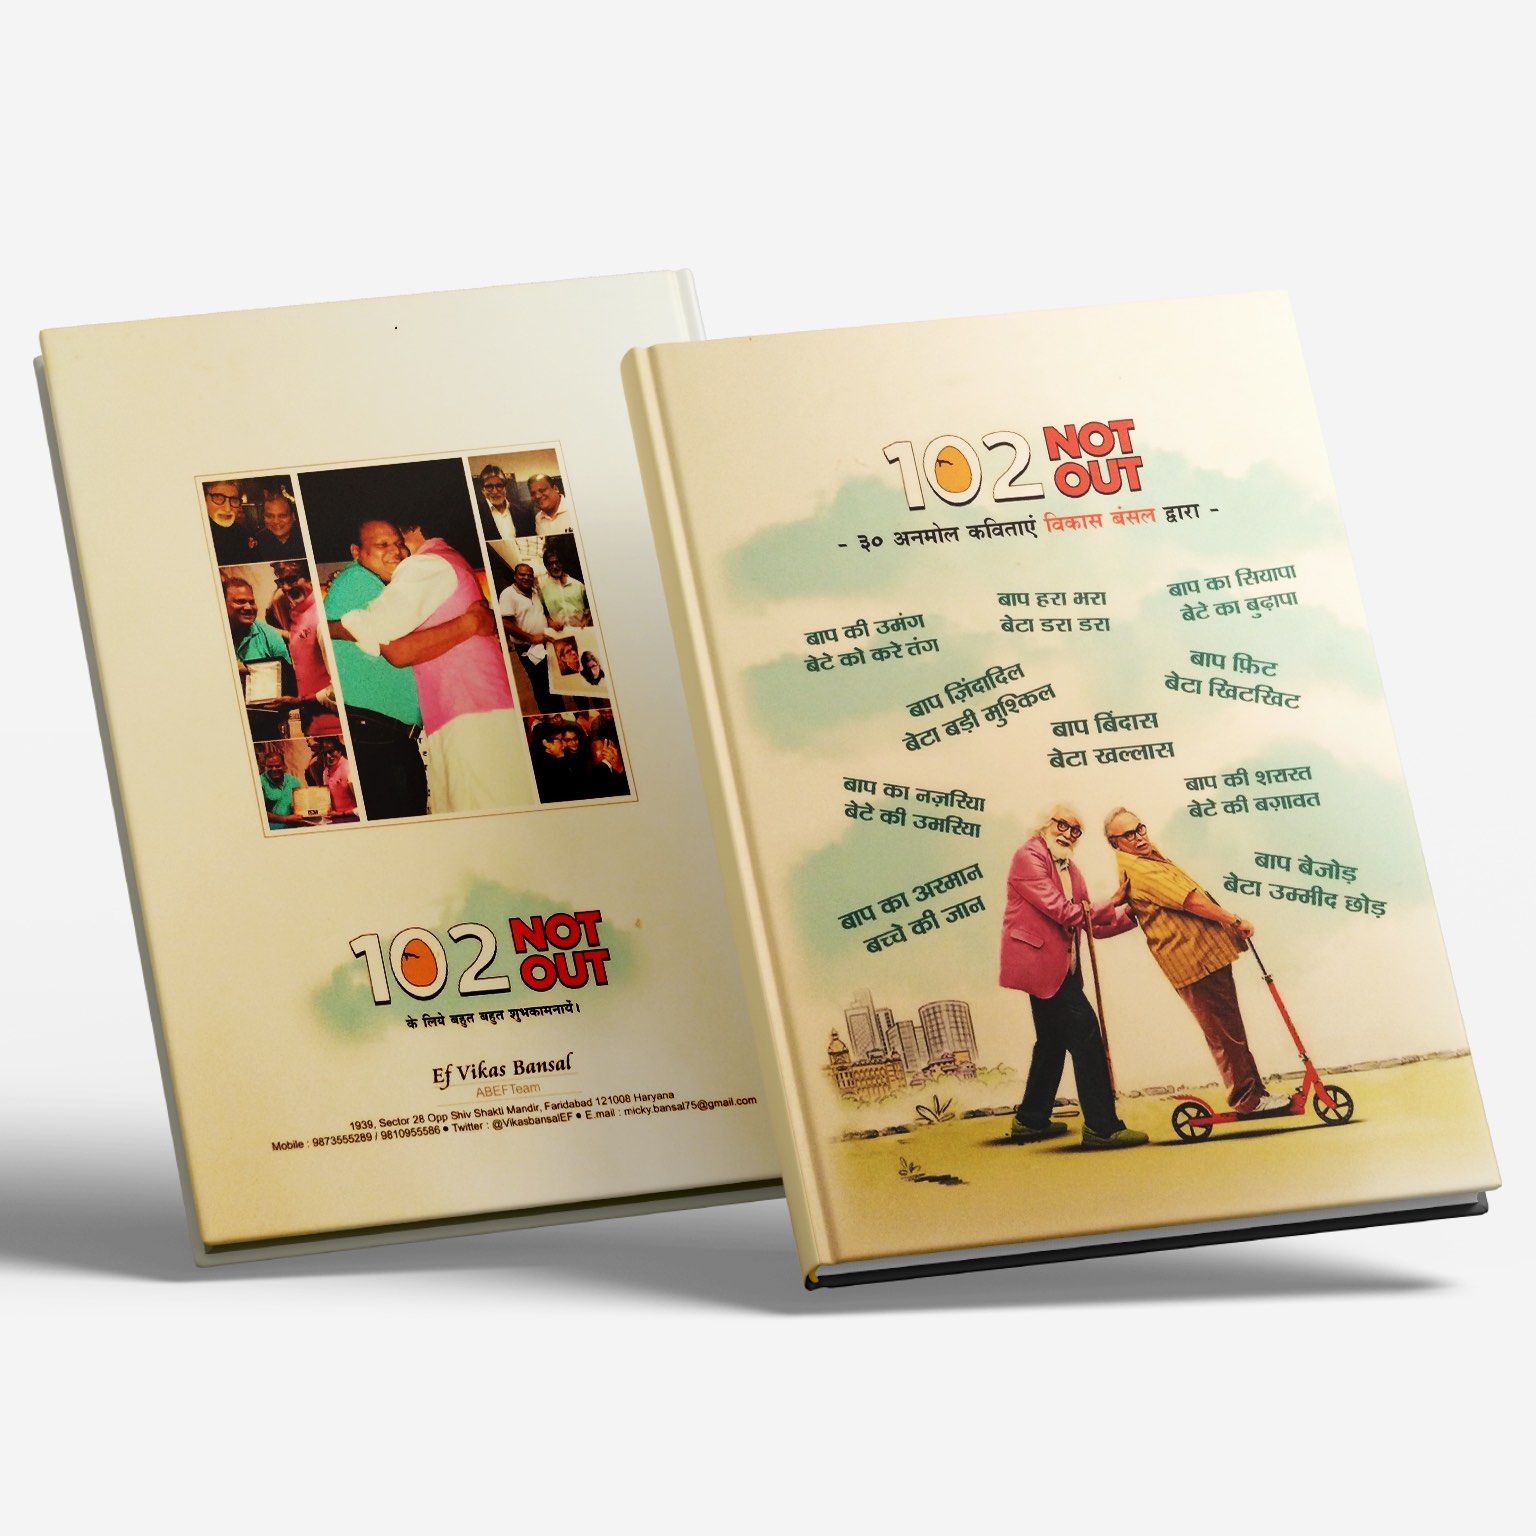 102 NOT
OUT
के लिये बहुत बहुत शुभकामनायें।
Ef Vikas Bansal
ABEFTeam
1939, Sector 28 Opp Shiv Shakti Mandir, Faridabad 121008 Haryana
Mobile : 9873555289 / 9810955586 ● Twitter : @VikasbansalEF ● E.mail : micky.bansal75@gmail.com
102 NOT
OUT
- ३० अनमोल कविताएं विकास बंसल द्वारा -
बाप की उमंग
बेटे को करे तंग
बाप हरा भरा
बेटा डरा डरा
बाप का सियापा
बेटे का बुढ़ापा
बाप ज़िंदादिल
बेटा बड़ी मुश्किल
बाप फ़िट
बेटा खिटखिट
बाप बिंदास
बेटा खल्लास
बाप का नज़रिया
बेटे की उमरिया
बाप की शरारत
बेटे की बग़ावत
बाप का अरमान
बच्चे की जान
बाप बेजोड़
बेटा उम्मीद छोड़